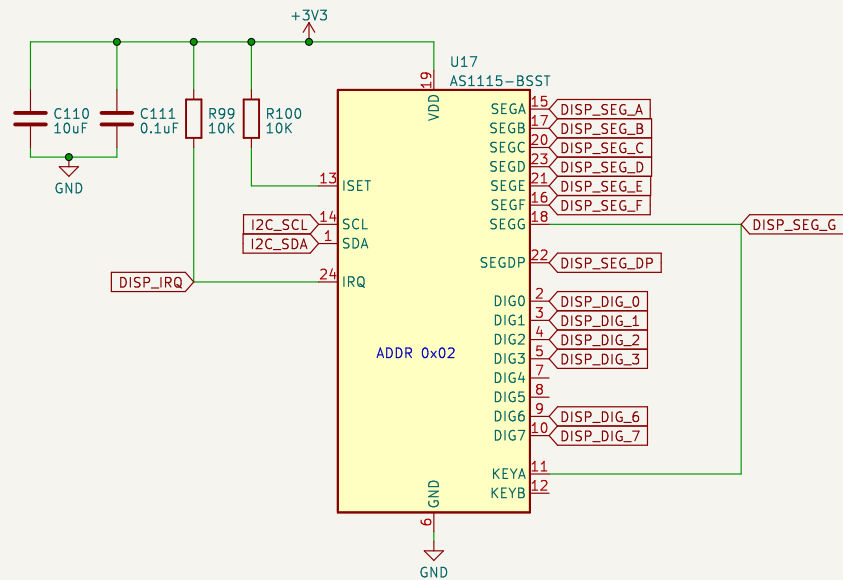 +3V3
U17
AS1115-BSST
C110
10uF
C111
0.1uF
R99
10K
R100
10K
GND
19
VDD
13 ISET
I2C_SCL 14 SCL
I2C_SDA 1 SDA
DISP_IRQ 24 IRQ
ADDR 0x02
SEGA 15 DISP_SEG_A
SEGB 17 DISP_SEG_B
SEGC 20 DISP_SEG_C
SEGD 23 DISP_SEG_D
SEGE 21 DISP_SEG_E
SEGF 16 DISP_SEG_F
SEGG 18 DISP_SEG_G
SEGDP 22 DISP_SEG_DP
DIG0 2 DISP_DIG_0
DIG1 3 DISP_DIG_1
DIG2 4 DISP_DIG_2
DIG3 5 DISP_DIG_3
DIG4 7
DIG5 8
DIG6 9 DISP_DIG_6
DIG7 10 DISP_DIG_7
KEYA 11
KEYB 12
GND
6
GND